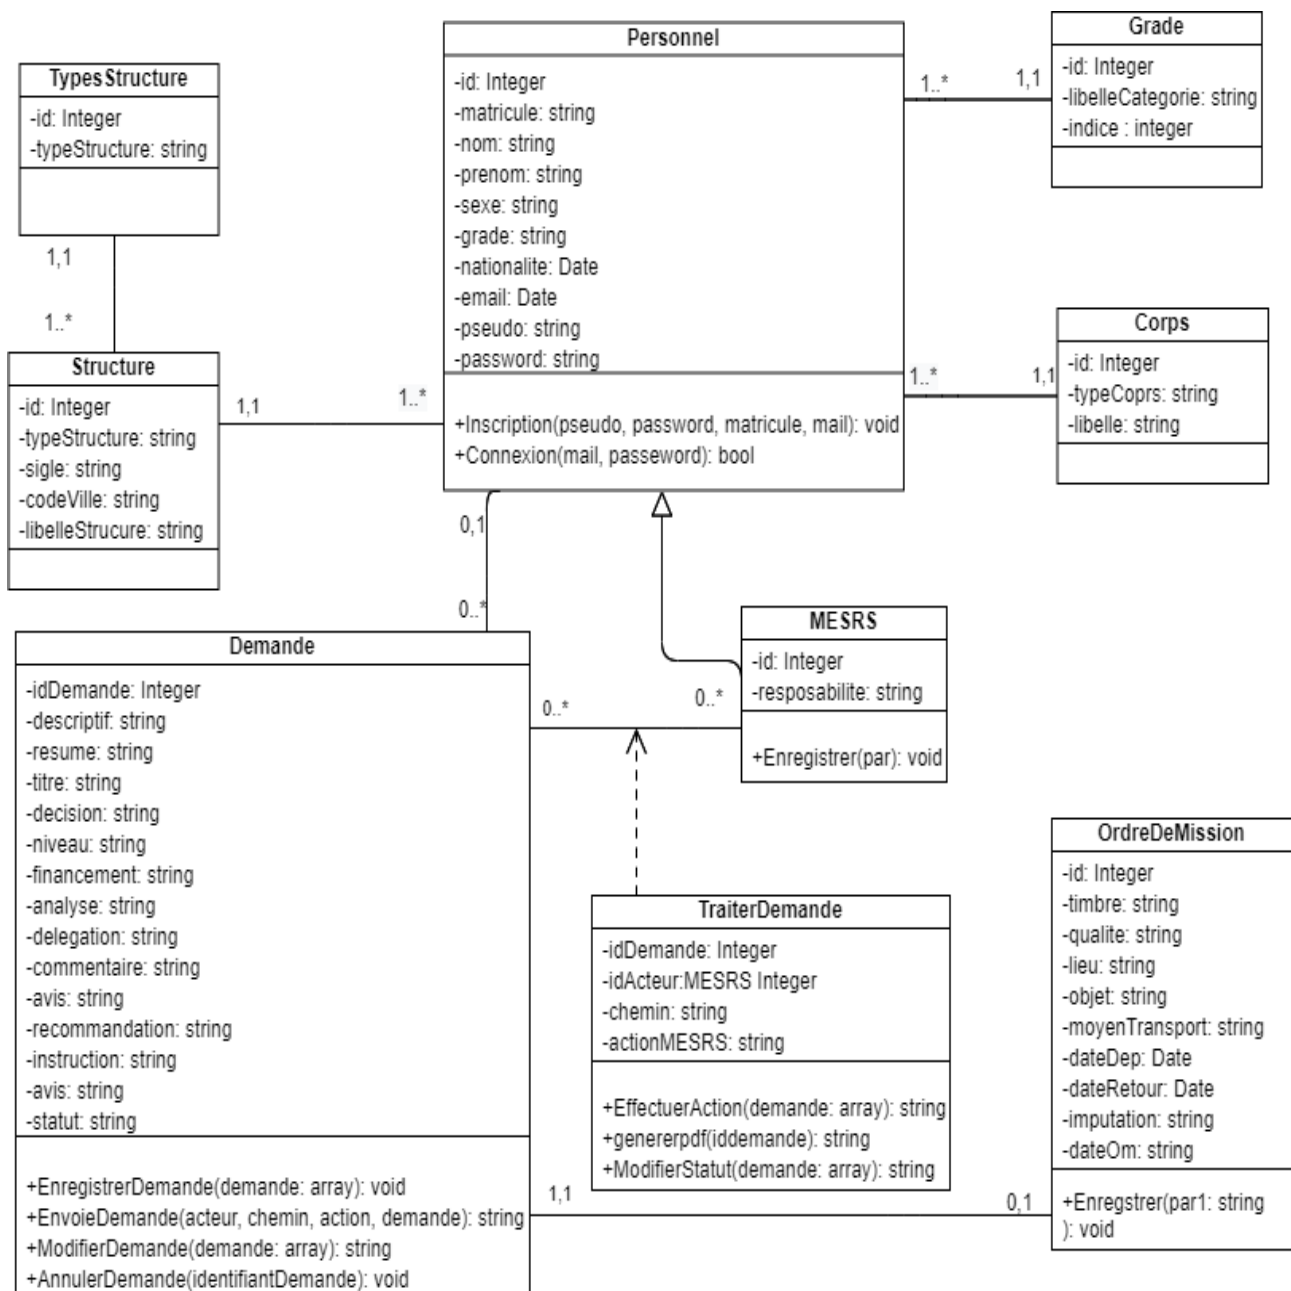 TypesStructure
-id: Integer
-typeStructure: string
1,1
1..*
Structure
-id: Integer
-typeStructure: string
-sigle: string
-codeVille: string
-libelleStrucure: string
1,1
1..*
Personnel
-id: Integer
-matricule: string
-nom: string
-prenom: string
-sexe: string
-grade: string
-nationalite: Date
-email: Date
-pseudo: string
-password: string
+Inscription(pseudo, password, matricule, mail): void
+Connexion(mail, passeword): bool
1..*
1,1
Grade
-id: Integer
-libelleCategorie: string
-indice : integer
1..*
1,1
Corps
-id: Integer
-typeCoprs: string
-libelle: string
0,1
0..*
Demande
-idDemande: Integer
-descriptif: string
-resume: string
-titre: string
-decision: string
-niveau: string
-financement: string
-analyse: string
-delegation: string
-commentaire: string
-avis: string
-recommandation: string
-instruction: string
-avis: string
-statut: string
+EnregistrerDemande(demande: array): void
+EnvoieDemande(acteur, chemin, action, demande): string
+ModifierDemande(demande: array): string
+AnnulerDemande(identifiantDemande): void
0..*
0..*
MESRS
-id: Integer
-resposabilite: string
+Enregistrer(par): void
TraiterDemande
-idDemande: Integer
-idActeur:MESRS Integer
-chemin: string
-actionMESRS: string
+EffectuerAction(demande: array): string
+genererpdf(iddemande): string
+ModifierStatut(demande: array): string
1,1
0,1
OrdreDeMission
-id: Integer
-timbre: string
-qualite: string
-lieu: string
-objet: string
-moyenTransport: string
-dateDep: Date
-dateRetour: Date
-imputation: string
-dateOm: string
+Enregstrer(par1: string
): void